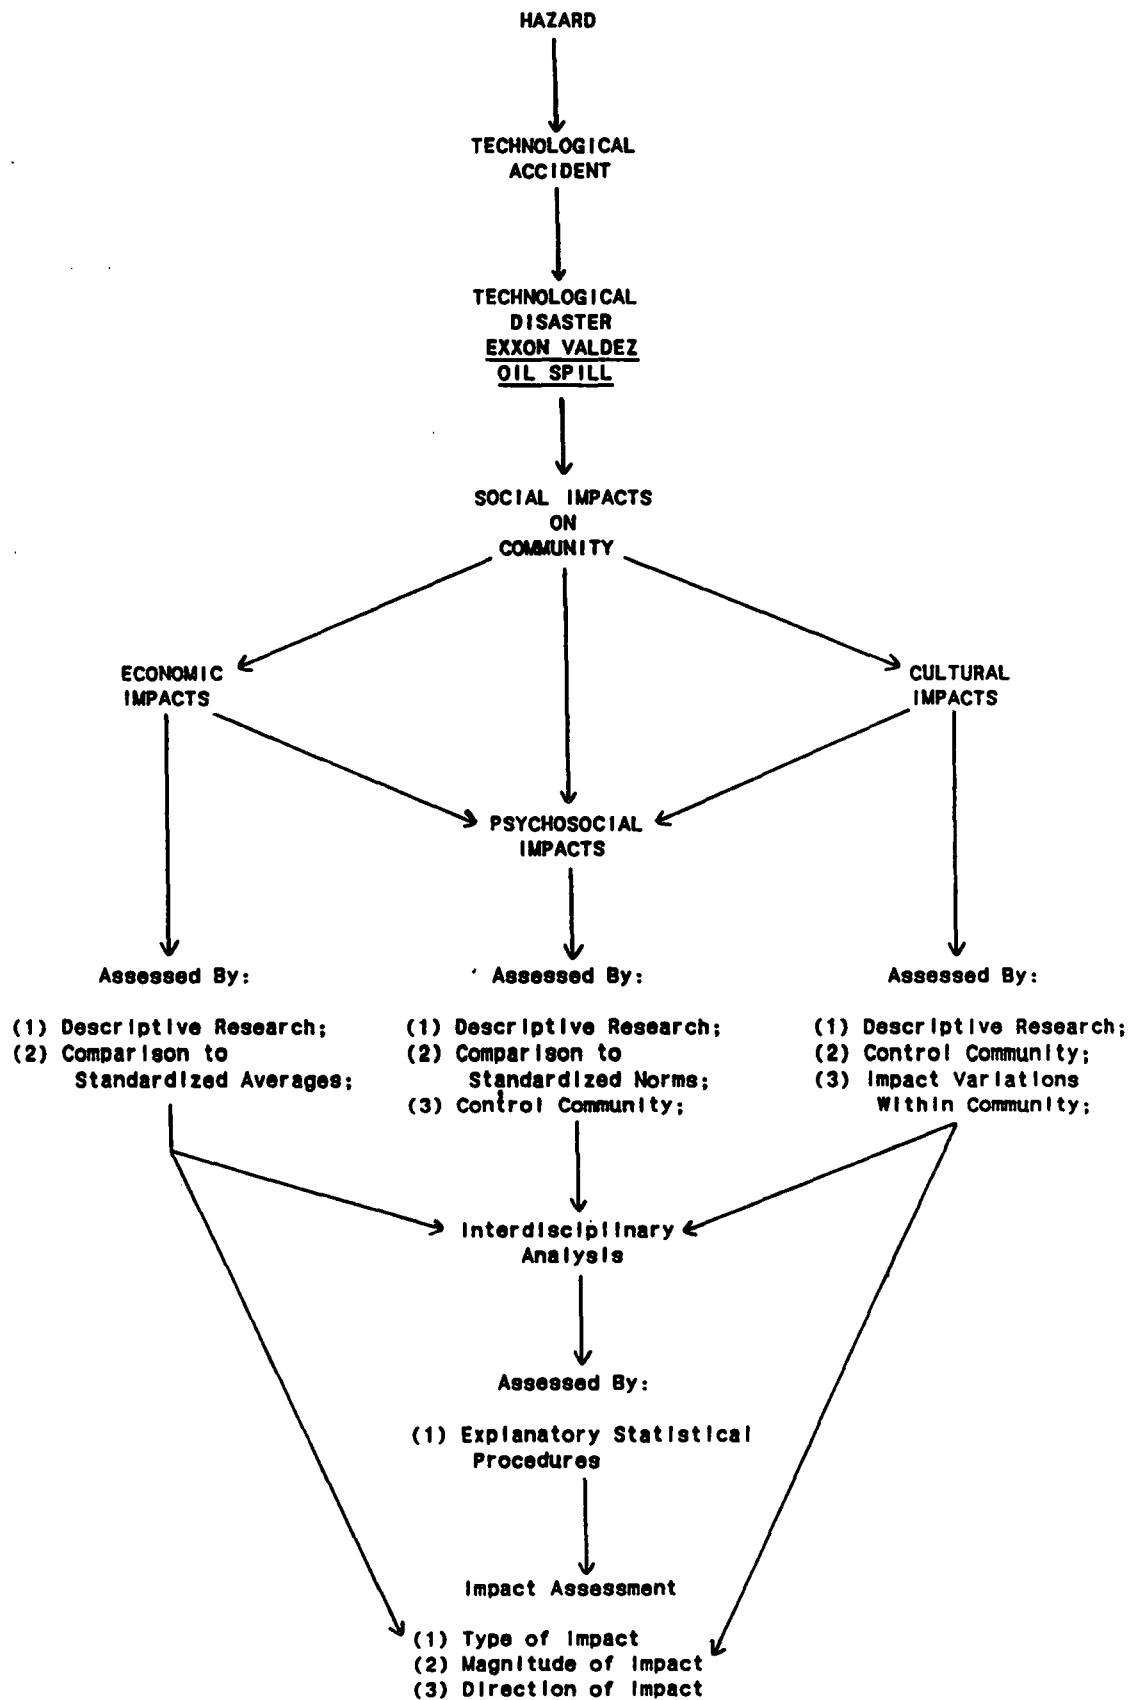 HAZARD
TECHNOLOGICAL
ACCIDENT
TECHNOLOGICAL
DISASTER
EXXON VALDEZ
OIL SPILL
SOCIAL IMPACTS
ON
COMMUNITY
ECONOMIC
IMPACTS
CULTURAL
IMPACTS
PSYCHOSOCIAL
IMPACTS
Assessed By:
(1) Descriptive Research;
(2) Comparison to
Standardized Averages;
Assessed By:
(1) Descriptive Research;
(2) Comparison to
Standardized Norms;
(3) Control Community;
Assessed By:
(1) Descriptive Research;
(2) Control Community;
(3) Impact Variations
Within Community;
Interdisciplinary
Analysis
Assessed By:
(1) Explanatory Statistical
Procedures
Impact Assessment
(1) Type of Impact
(2) Magnitude of Impact
(3) Direction of Impact